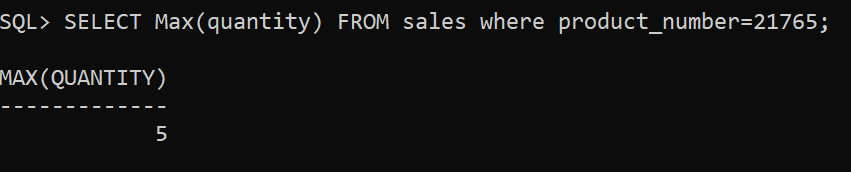 SQL> SELECT Max(quantity) FROM sales where product_number=21765;
MAX(QUANTITY)
-------------
5